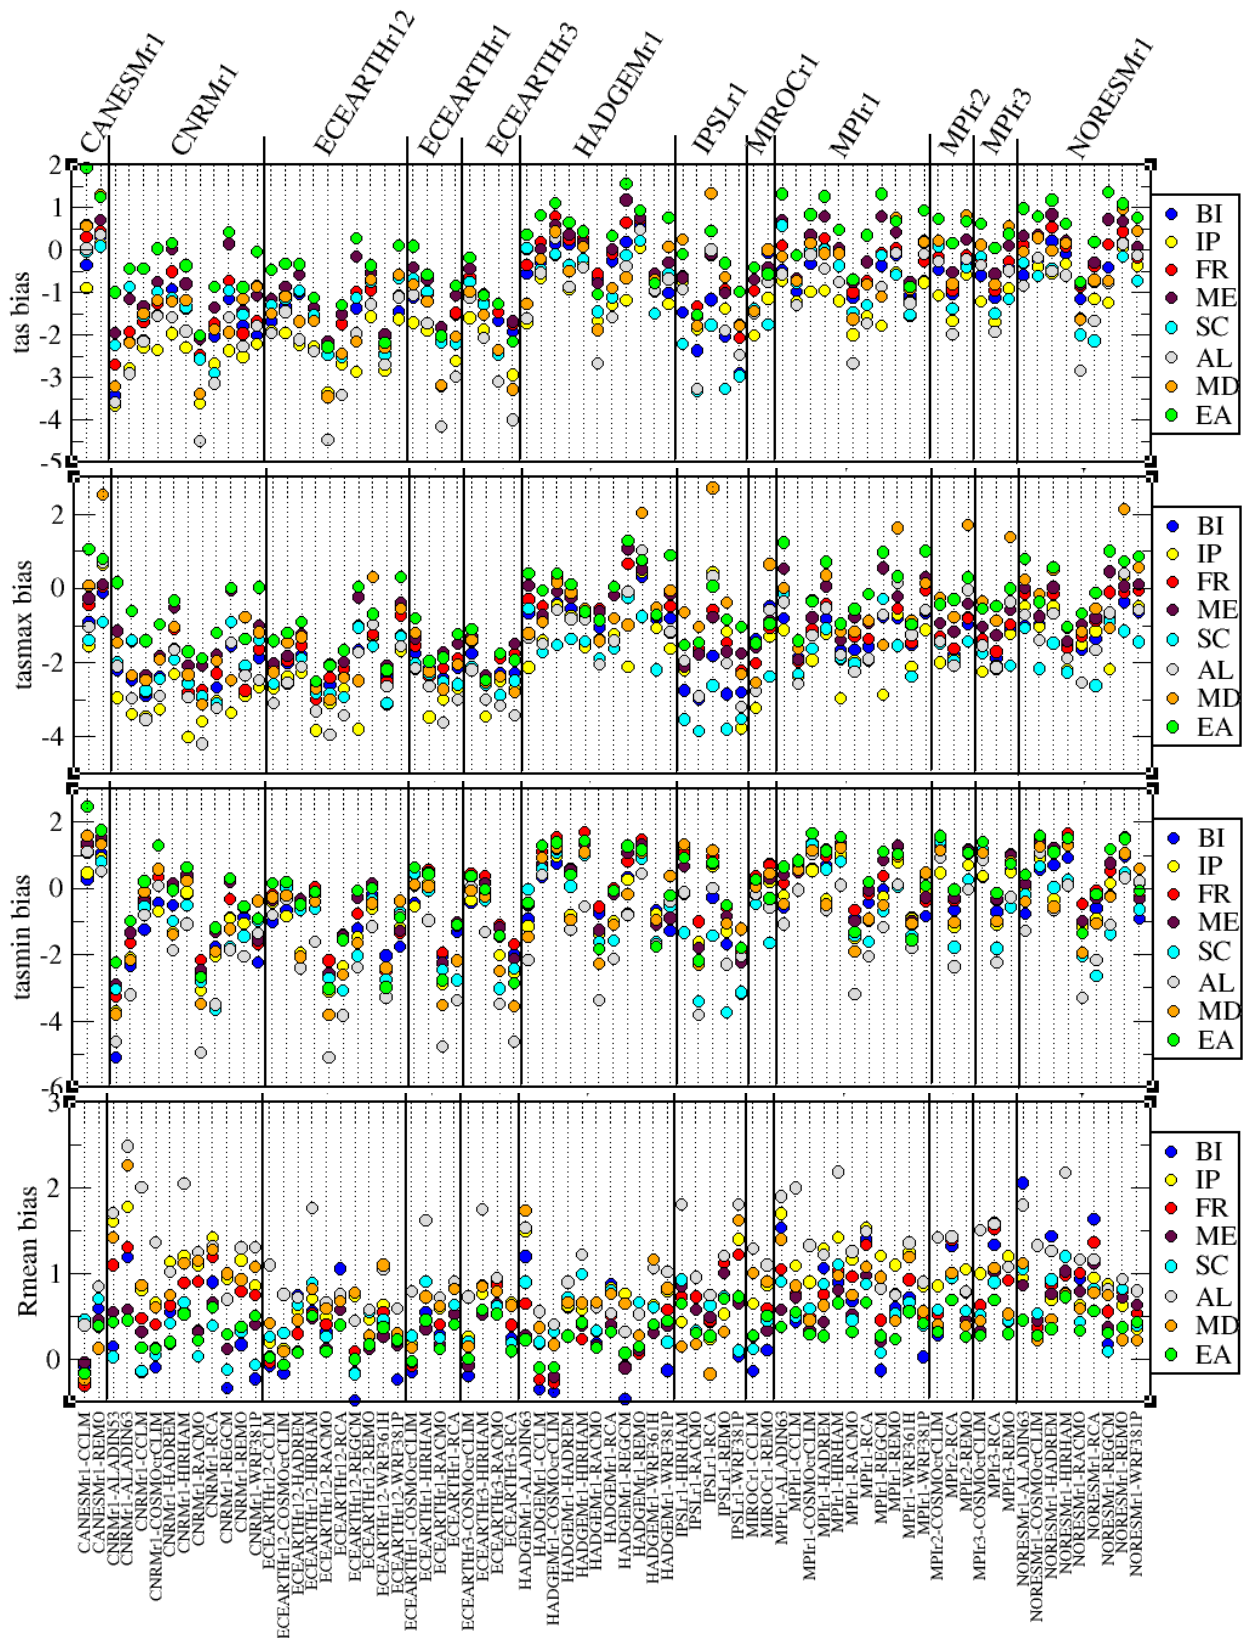 CANESMr1
CNRMr1
ECEARTHr12
ECEARTHr1
ECEARTHr3
HADGEMr1
IPSLr1
MIROCr1
MPIr1
MPIr2
MPIr3
NORESMr1
tas bias
2
1
0
-1
-2
-3
-4
-5
BI
IP
FR
ME
SC
AL
MD
EA
tasmax bias
2
0
-2
-4
BI
IP
FR
ME
SC
AL
MD
EA
tasmin bias
2
0
-2
-4
-6
BI
IP
FR
ME
SC
AL
MD
EA
Rmean bias
3
2
1
0
BI
IP
FR
ME
SC
AL
MD
EA
CANESMr1-CCLM
CANESMr1-REMO
CNRMr1-ALADIN53
CNRMr1-ALADIN63
CNRMr1-CCLM
CNRMr1-COSMOcrCLIM
CNRMr1-HADREM
CNRMr1-HIRHAM
CNRMr1-RACMO
CNRMr1-RCA
CNRMr1-REGCM
CNRMr1-REMO
CNRMr1-WRF381P
ECEARTHr12-CCLM
ECEARTHr12-COSMOcrCLIM
ECEARTHr12-HADREM
ECEARTHr12-HIRHAM
ECEARTHr12-RACMO
ECEARTHr12-RCA
ECEARTHr12-REGCM
ECEARTHr12-REMO
ECEARTHr12-WRF361H
ECEARTHr12-WRF381P
ECEARTHr1-COSMOcrCLIM
ECEARTHr1-HIRHAM
ECEARTHr1-RACMO
ECEARTHr1-RCA
ECEARTHr3-COSMOcrCLIM
ECEARTHr3-HIRHAM
ECEARTHr3-RACMO
ECEARTHr3-RCA
HADGEMr1-ALADIN63
HADGEMr1-CCLM
HADGEMr1-COSMOcrCLIM
HADGEMr1-HADREM
HADGEMr1-HIRHAM
HADGEMr1-RACMO
HADGEMr1-RCA
HADGEMr1-REGCM
HADGEMr1-REMO
HADGEMr1-WRF361H
HADGEMr1-WRF381P
IPSLr1-HIRHAM
IPSLr1-RACMO
IPSLr1-RCA
IPSLr1-REMO
IPSLr1-WRF381P
MIROCr1-CCLM
MIROCr1-REMO
MPIr1-ALADIN63
MPIr1-CCLM
MPIr1-COSMOcrCLIM
MPIr1-HADREM
MPIr1-HIRHAM
MPIr1-RACMO
MPIr1-RCA
MPIr1-REGCM
MPIr1-REMO
MPIr1-WRF361H
MPIr1-WRF381P
MPIr2-COSMOcrCLIM
MPIr2-RCA
MPIr2-REMO
MPIr3-COSMOcrCLIM
MPIr3-RCA
MPIr3-REMO
NORESMr1-ALADIN63
NORESMr1-COSMOcrCLIM
NORESMr1-HADREM
NORESMr1-HIRHAM
NORESMr1-RACMO
NORESMr1-RCA
NORESMr1-REGCM
NORESMr1-REMO
NORESMr1-WRF381P